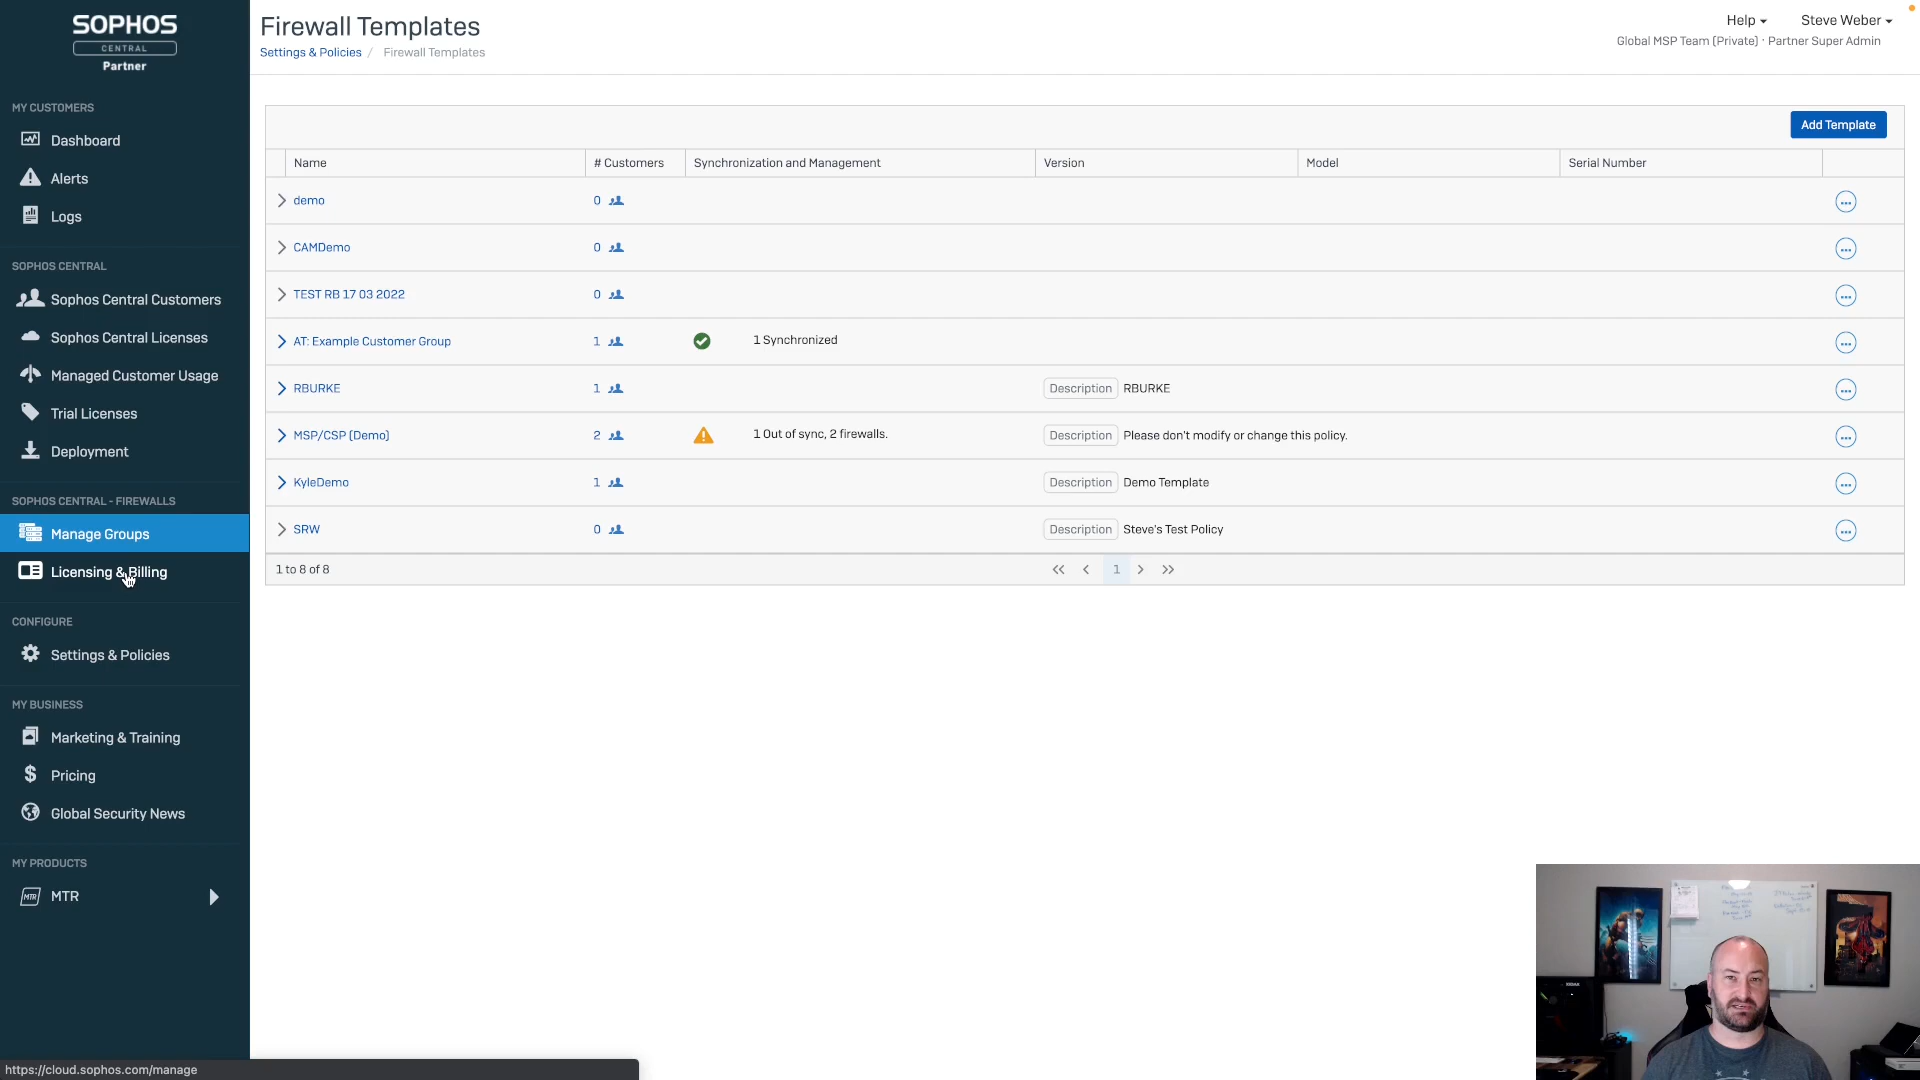 SOPHOS
CENTRAL
Partner
Firewall Templates
Settings & Policies / Firewall Templates
Help
Steve Weber
Global MSP Team (Private) · Partner Super Admin
MY CUSTOMERS
Dashboard
Alerts
Logs
SOPHOS CENTRAL
Sophos Central Customers
Sophos Central Licenses
Managed Customer Usage
Trial Licenses
Deployment
SOPHOS CENTRAL - FIREWALLS
Manage Groups
Licensing & Billing
CONFIGURE
Settings & Policies
MY BUSINESS
Marketing & Training
$ Pricing
Global Security News
MY PRODUCTS
MTR MTR
Add Template
Name # Customers Synchronization and Management Version Model Serial Number
demo 0
CAMDemo 0
TEST RB 17 03 2022 0
AT: Example Customer Group 1 1 Synchronized
RBURKE 1 Description RBURKE
MSP/CSP (Demo) 2 1 Out of sync, 2 firewalls. Description Please don't modify or change this policy.
KyleDemo 1 Description Demo Template
SRW 0 Description Steve's Test Policy
1 to 8 of 8 1
https://cloud.sophos.com/manage